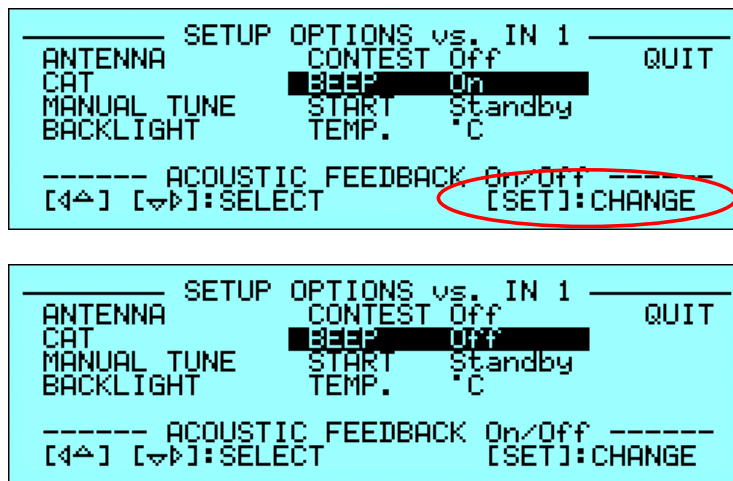 SETUP OPTIONS vs. IN 1
ANTENNA CONTEST Off QUIT
CAT BEEP On
MANUAL TUNE START Standby
BACKLIGHT TEMP. °C
------ ACOUSTIC FEEDBACK On/Off ------
[◁△] [▽▷]:SELECT [SET]:CHANGE
SETUP OPTIONS vs. IN 1
ANTENNA CONTEST Off QUIT
CAT BEEP Off
MANUAL TUNE START Standby
BACKLIGHT TEMP. °C
------ ACOUSTIC FEEDBACK On/Off ------
[◁△] [▽▷]:SELECT [SET]:CHANGE